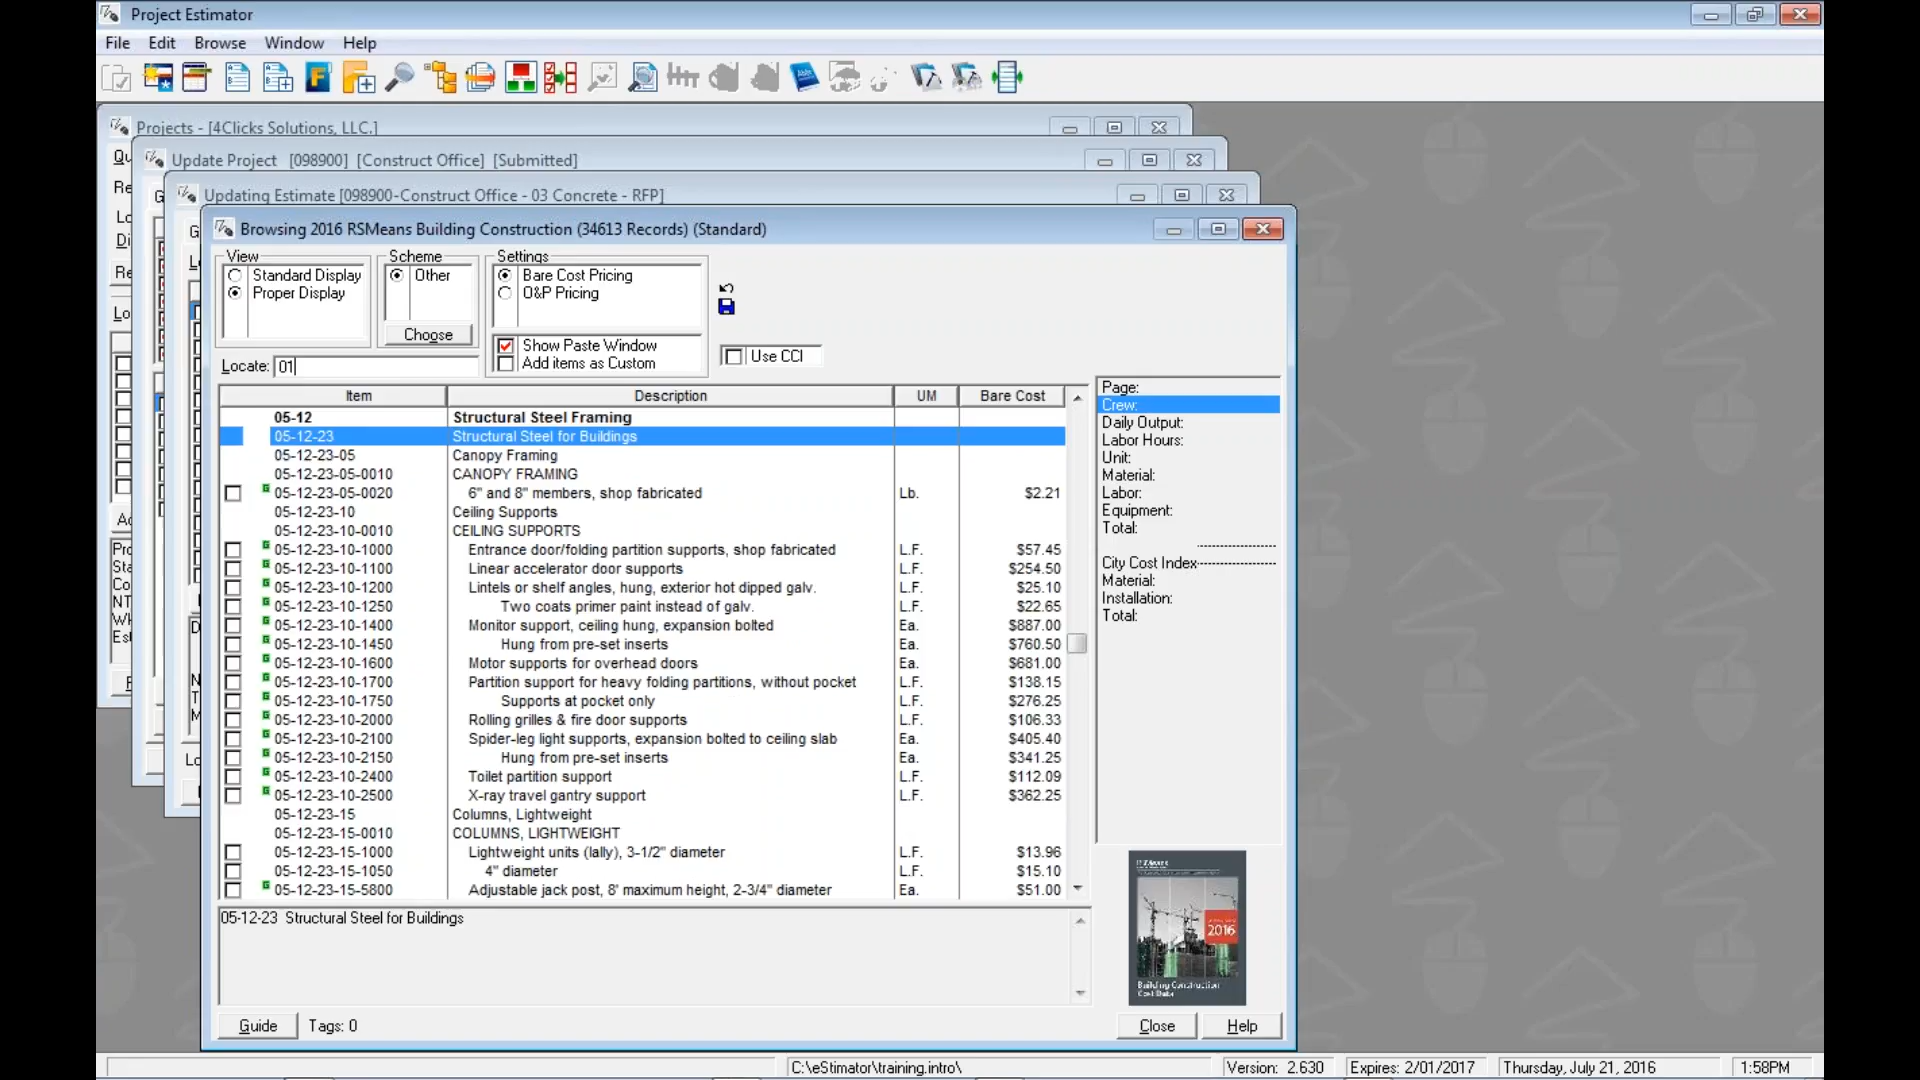 Project Estimator
File Edit Browse Window Help
Projects - [4Clicks Solutions, LLC.]
Update Project [098900] [Construct Office] [Submitted]
Updating Estimate [098900-Construct Office - 03 Concrete - RFP]
Browsing 2016 RSMeans Building Construction (34613 Records) (Standard)
View
Standard Display
Proper Display
Scheme
Other
Choose
Settings
Bare Cost Pricing
O&P Pricing
Show Paste Window
Add items as Custom
Use CCI
Locate: 01
Item Description UM Bare Cost
05-12 Structural Steel Framing
05-12-23 Structural Steel for Buildings
05-12-23-05 Canopy Framing
05-12-23-05-0010 CANOPY FRAMING
05-12-23-05-0020 6" and 8" members, shop fabricated Lb. $2.21
05-12-23-10 Ceiling Supports
05-12-23-10-0010 CEILING SUPPORTS
05-12-23-10-1000 Entrance door/folding partition supports, shop fabricated L.F. $57.45
05-12-23-10-1100 Linear accelerator door supports L.F. $254.50
05-12-23-10-1200 Lintels or shelf angles, hung, exterior hot dipped galv. L.F. $25.10
05-12-23-10-1250 Two coats primer paint instead of galv. L.F. $22.65
05-12-23-10-1400 Monitor support, ceiling hung, expansion bolted Ea. $887.00
05-12-23-10-1450 Hung from pre-set inserts Ea. $760.50
05-12-23-10-1600 Motor supports for overhead doors Ea. $681.00
05-12-23-10-1700 Partition support for heavy folding partitions, without pocket L.F. $138.15
05-12-23-10-1750 Supports at pocket only L.F. $276.25
05-12-23-10-2000 Rolling grilles & fire door supports L.F. $106.33
05-12-23-10-2100 Spider-leg light supports, expansion bolted to ceiling slab Ea. $405.40
05-12-23-10-2150 Hung from pre-set inserts Ea. $341.25
05-12-23-10-2400 Toilet partition support L.F. $112.09
05-12-23-10-2500 X-ray travel gantry support L.F. $362.25
05-12-23-15 Columns, Lightweight
05-12-23-15-0010 COLUMNS, LIGHTWEIGHT
05-12-23-15-1000 Lightweight units (lally), 3-1/2" diameter L.F. $13.96
05-12-23-15-1050 4" diameter L.F. $15.10
05-12-23-15-5800 Adjustable jack post, 8' maximum height, 2-3/4" diameter Ea. $51.00
Page:
Crew:
Daily Output:
Labor Hours:
Unit:
Material:
Labor:
Equipment:
Total:
City Cost Index
Material:
Installation:
Total:
2016
Building Construction
Cost Data
05-12-23 Structural Steel for Buildings
Guide Tags: 0 Close Help
C:\eStimator\training.intro\ Version: 2.630 Expires: 2/01/2017 Thursday, July 21, 2016 1:58PM